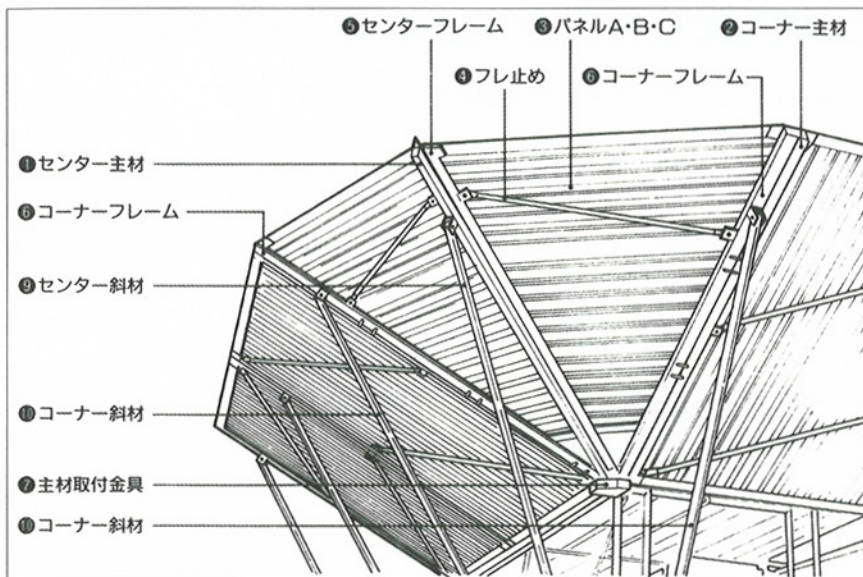 ❺センターフレーム ❸パネルA・B・C ❷コーナー主材
❹フレ止め ❻コーナーフレーム
❶センター主材
❻コーナーフレーム
❾センター斜材
❿コーナー斜材
❼主材取付金具
❿コーナー斜材